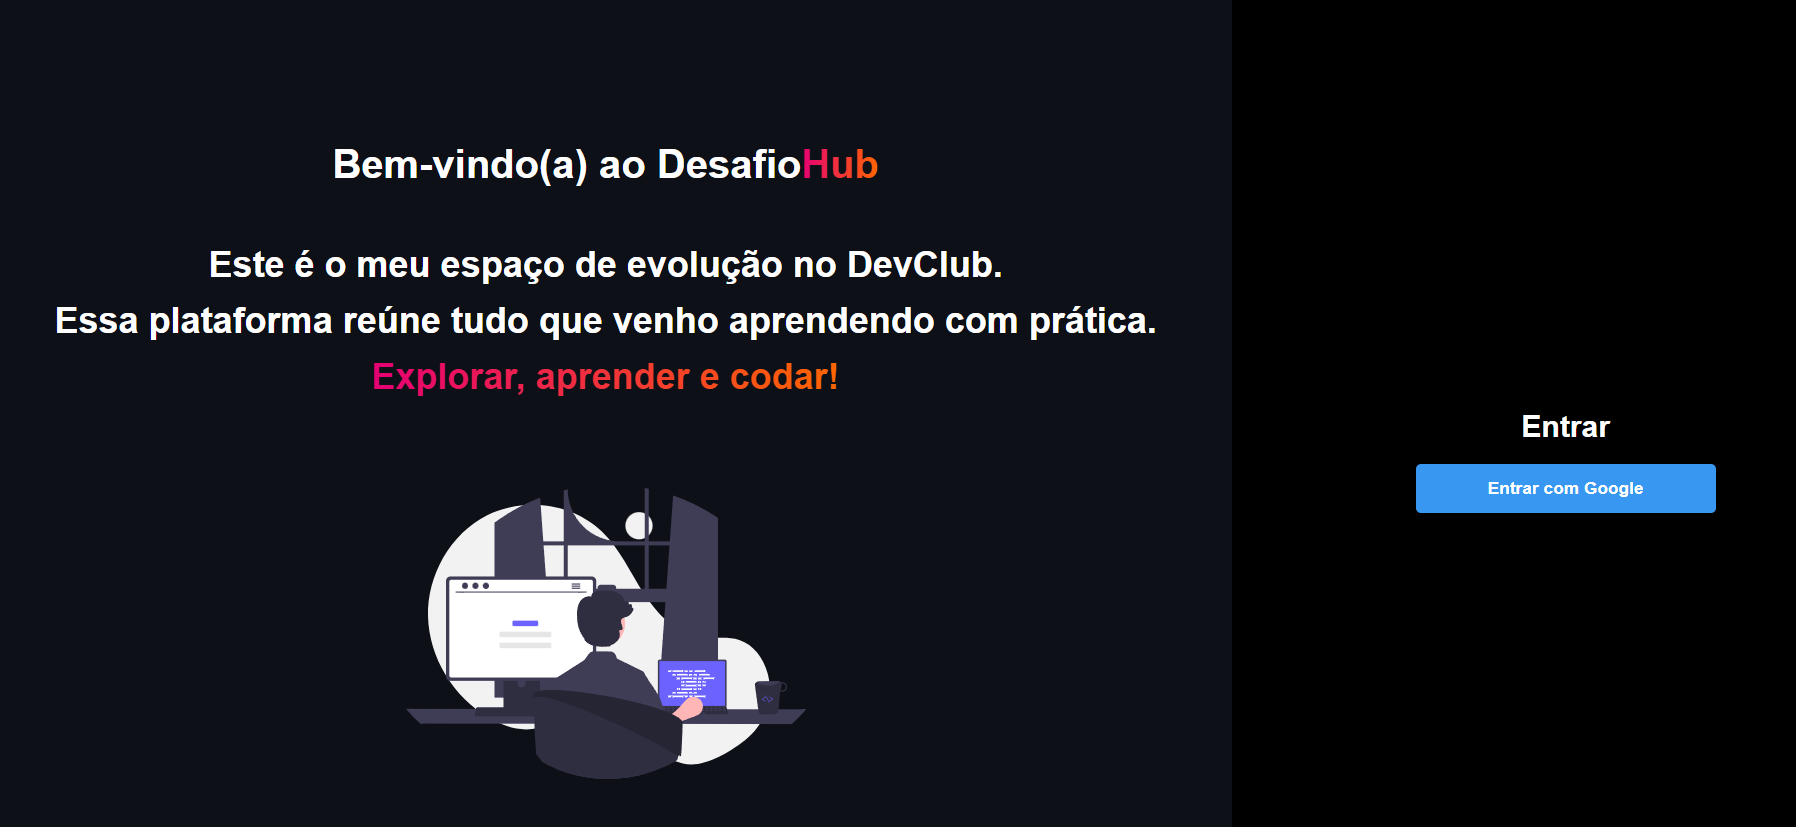 Bem-vindo(a) ao DesafioHub
Este é o meu espaço de evolução no DevClub.
Essa plataforma reúne tudo que venho aprendendo com prática.
Explorar, aprender e codar!
Entrar
Entrar com Google